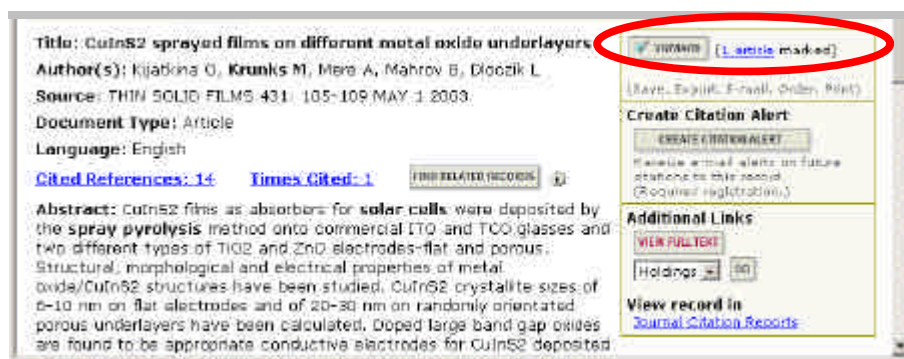 Title: CuInS2 sprayed films on different metal oxide underlayers
Author(s): Kijatkina O, Krunks M, Mere A, Mahrov B, Dloczik L
Source: THIN SOLID FILMS 431: 105-109 MAY 1 2003
Document Type: Article
Language: English
Cited References: 14 Times Cited: 1 FIND RELATED RECORDS
Abstract: CuInS2 films as absorbers for solar cells were deposited by
the spray pyrolysis method onto commercial ITO and TCO glasses and
two different types of TiO2 and ZnO electrodes-flat and porous.
Structural, morphological and electrical properties of metal
oxide/CuInS2 structures have been studied. CuInS2 crystallite sizes of
6-10 nm on flat electrodes and of 20-30 nm on randomly orientated
porous underlayers have been calculated. Doped large band gap oxides
are found to be appropriate conductive electrodes for CuInS2 deposited
UNMARK [1 article marked]
(Save, Export, E-mail, Order, Print)
Create Citation Alert
CREATE CITATION ALERT
Receive e-mail alerts on future
citations to this record.
(Requires registration.)
Additional Links
VIEW FULL TEXT
Holdings GO
View record in
Journal Citation Reports